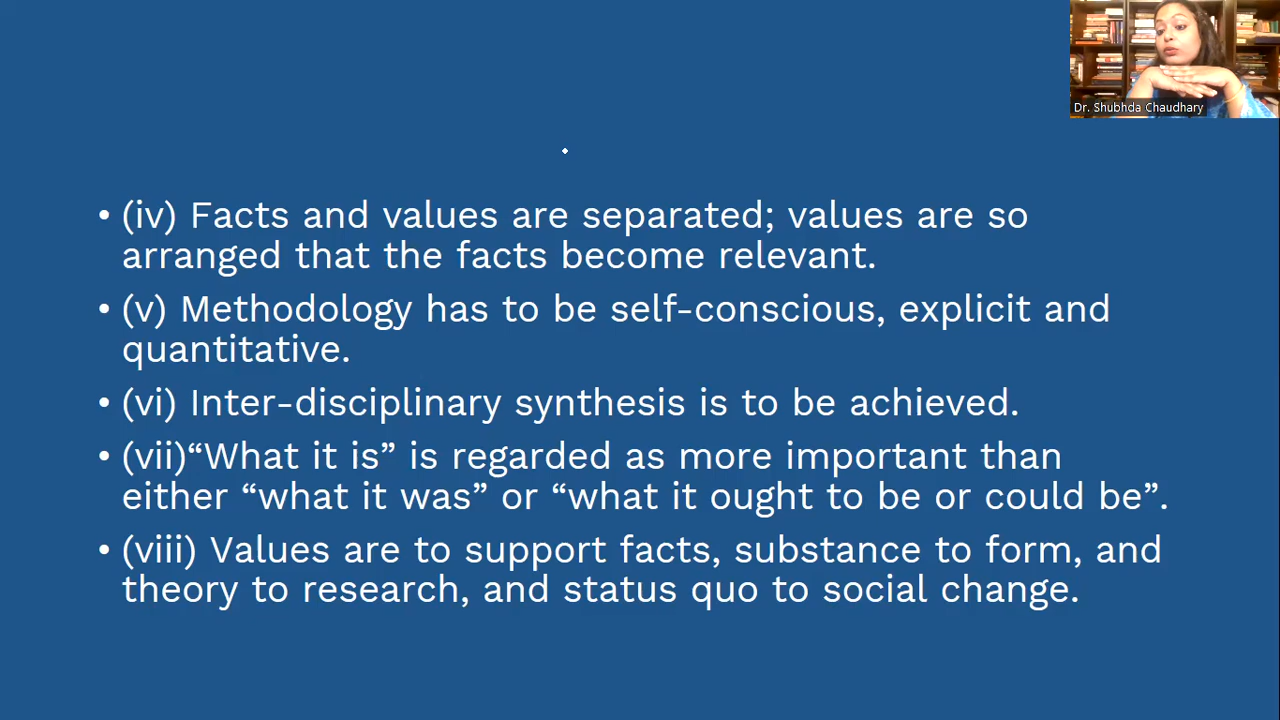 Dr. Shubhda Chaudhary
• (iv) Facts and values are separated; values are so
arranged that the facts become relevant.
• (v) Methodology has to be self-conscious, explicit and
quantitative.
• (vi) Inter-disciplinary synthesis is to be achieved.
• (vii)“What it is” is regarded as more important than
either “what it was” or “what it ought to be or could be”.
• (viii) Values are to support facts, substance to form, and
theory to research, and status quo to social change.